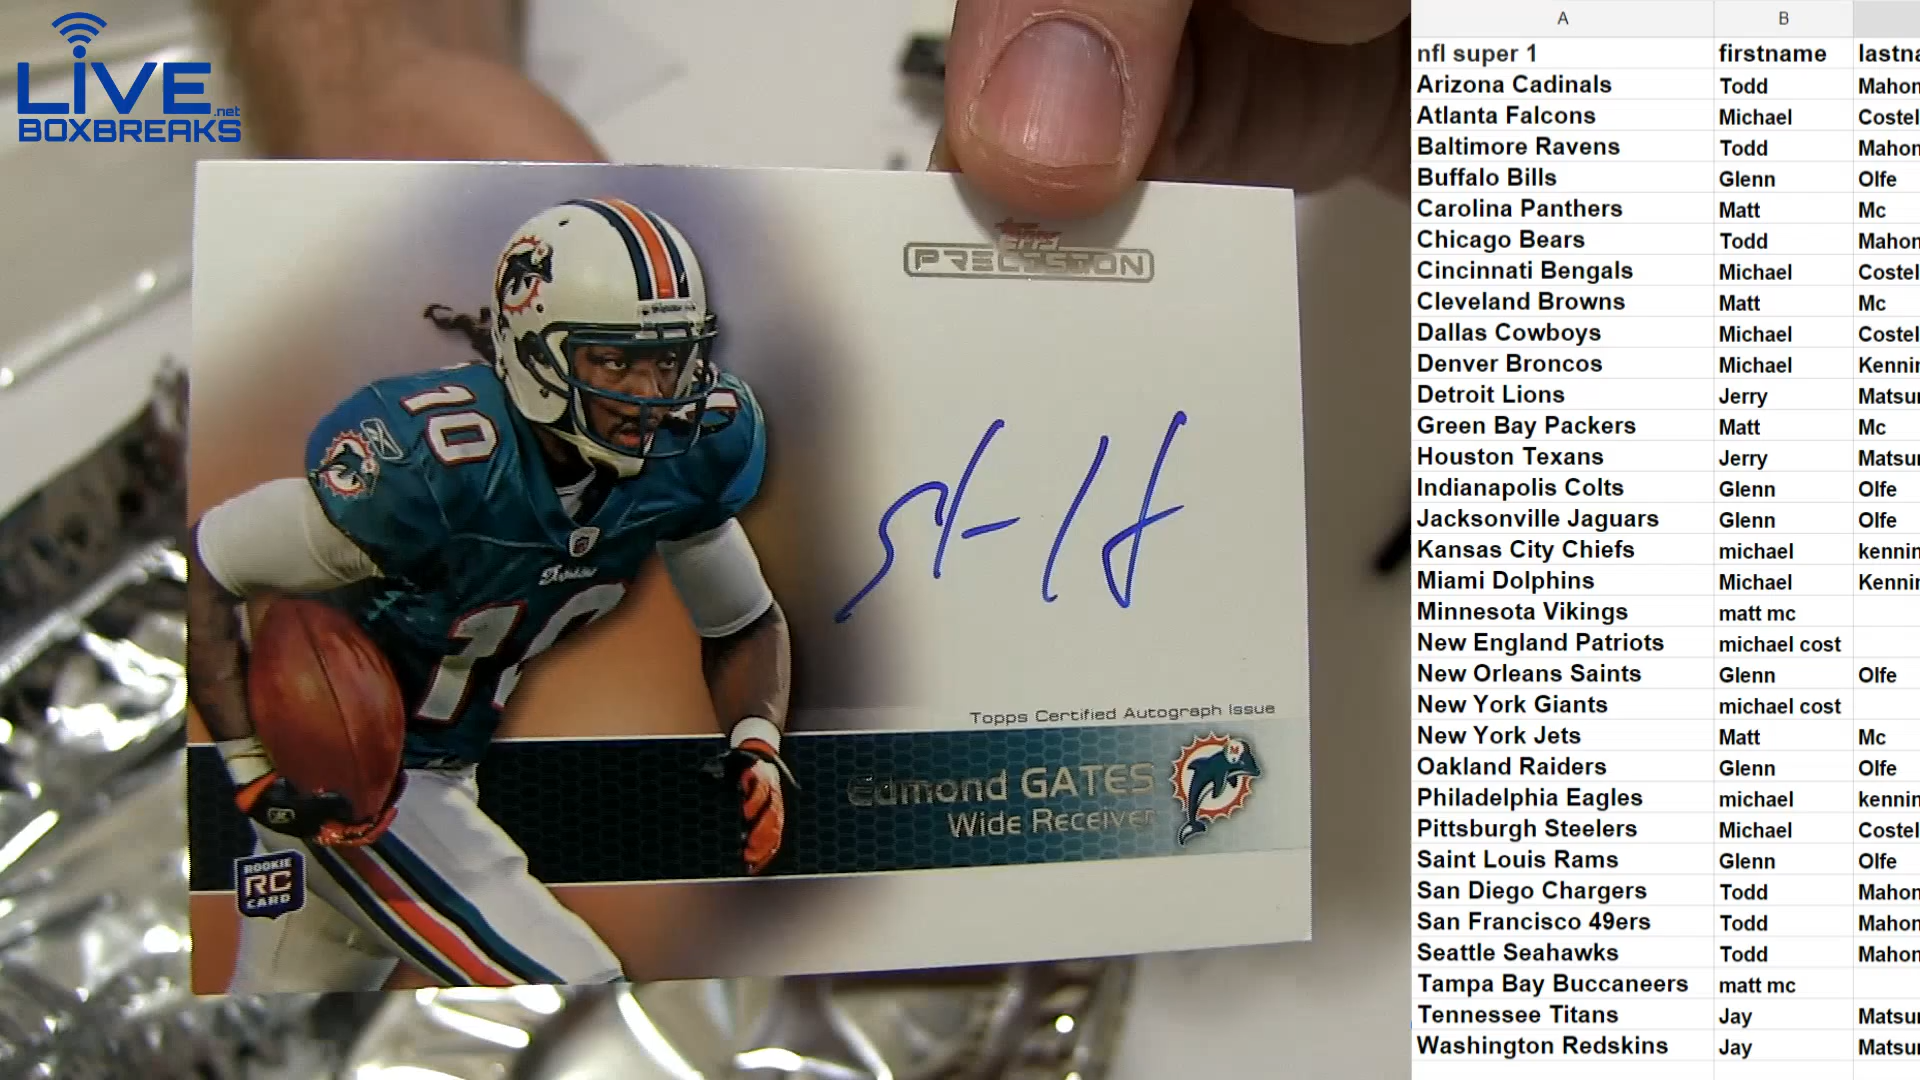 LIVE
.net
BOXBREAKS
Topps
PRECISION
10
10
Topps Certified Autograph Issue
Edmond GATES
Wide Receiver
ROOKIE
RC
CARD
A B
nfl super 1 firstname
Arizona Cadinals Todd
Atlanta Falcons Michael
Baltimore Ravens Todd
Buffalo Bills Glenn Olfe
Carolina Panthers Matt Mc
Chicago Bears Todd
Cincinnati Bengals Michael
Cleveland Browns Matt Mc
Dallas Cowboys Michael
Denver Broncos Michael
Detroit Lions Jerry
Green Bay Packers Matt Mc
Houston Texans Jerry
Indianapolis Colts Glenn Olfe
Jacksonville Jaguars Glenn Olfe
Kansas City Chiefs michael
Miami Dolphins Michael
Minnesota Vikings matt mc
New England Patriots michael cost
New Orleans Saints Glenn Olfe
New York Giants michael cost
New York Jets Matt Mc
Oakland Raiders Glenn Olfe
Philadelphia Eagles michael
Pittsburgh Steelers Michael
Saint Louis Rams Glenn Olfe
San Diego Chargers Todd
San Francisco 49ers Todd
Seattle Seahawks Todd
Tampa Bay Buccaneers matt mc
Tennessee Titans Jay
Washington Redskins Jay